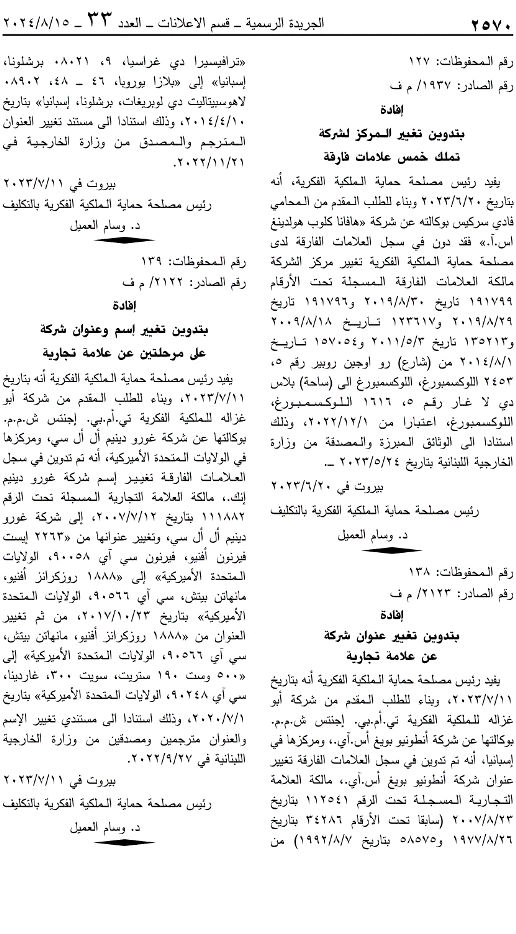 ٢٥٧٠
الجريدة الرسمية ــ قسم الاعلانات ــ العدد ٣٣ ــ ٢٠٢٤/٨/١٥
رقم المحفوظات: ١٢٧
رقم الصادر: ١٩٣٧/ م ف
إفادة
بتدوين تغيير المركز لشركة
تملك خمس علامات فارقة
يفيد رئيس مصلحة حماية الملكية الفكرية، أنه
بتاريخ ٢٠٢٣/٦/٢٠ وبناء للطلب المقدم من المحامي
فادي سركيس بوكالته عن شركة «هافانا كلوب هولدينغ
اس.آ.» فقد دون في سجل العلامات الفارقة لدى
مصلحة حماية الملكية الفكرية تغيير مركز الشركة
مالكة العلامات الفارقة المسجلة تحت الأرقام
١٩١٧٩٩ تاريخ ٢٠١٩/٨/٣٠ و١٩١٧٩٦ تاريخ
٢٠١٩/٨/٢٩ و١٢٣٦١٧ تاريخ ٢٠٠٩/٨/١٨
و١٣٥٢١٣ تاريخ ٢٠١١/٥/٣ و١٥٧٠٥٤ تاريخ
٢٠١٤/٨/١ من (شارع) رو اوجين روبير رقم ٥،
٢٤٥٣ اللوكسمبورغ، اللوكسمبورغ الى (ساحة) بلاس
دي لا غار رقم ٥، ١٦١٦ اللوكسمبورغ،
اللوكسمبورغ، اعتبارا من ٢٠٢٢/١٢/١، وذلك
استنادا الى الوثائق المبرزة والمصدقة من وزارة
الخارجية اللبنانية بتاريخ ٢٠٢٣/٥/٢٤ ــ.
بيروت في ٢٠٢٣/٦/٢٠
رئيس مصلحة حماية الملكية الفكرية بالتكليف
د. وسام العميل
رقم المحفوظات: ١٣٨
رقم الصادر: ٢١٢٣/ م ف
إفادة
بتدوين تغيير عنوان شركة
عن علامة تجارية
يفيد رئيس مصلحة حماية الملكية الفكرية أنه بتاريخ
٢٠٢٣/٧/١١، وبناء للطلب المقدم من شركة أبو
غزاله للملكية الفكرية تي.أم.بي. إجنتس ش.م.م.
بوكالتها عن شركة أنطونيو بويغ أس.آي.، ومركزها في
إسبانيا، أنه تم تدوين في سجل العلامات الفارقة تغيير
عنوان شركة أنطونيو بويغ أس.آي.، مالكة العلامة
التجارية المسجلة تحت الرقم ١١٢٥٤١ بتاريخ
٢٠٠٧/٨/٢٣ (سابقا تحت الأرقام ٣٤٢٨٦ بتاريخ
١٩٧٧/٨/٢٦ و٥٨٥٧٥ بتاريخ ١٩٩٢/٨/٧) من
«ترافيسيرا دي غراسيا، ٩، ٠٨٠٢١ برشلونا،
إسبانيا» إلى «بلازا يوروبا، ٤٦ ــ ٤٨، ٠٨٩٠٢
لاهوسبيتاليت دي لوبريغات، برشلونا، إسبانيا» بتاريخ
٢٠١٤/٤/١٠، وذلك استنادا الى مستند تغيير العنوان
المترجم والمصدق من وزارة الخارجية في
٢٠٢٢/١١/٢١.
بيروت في ٢٠٢٣/٧/١١
رئيس مصلحة حماية الملكية الفكرية بالتكليف
د. وسام العميل
رقم المحفوظات: ١٣٩
رقم الصادر: ٢١٢٢/ م ف
إفادة
بتدوين تغيير إسم وعنوان شركة
على مرحلتين عن علامة تجارية
يفيد رئيس مصلحة حماية الملكية الفكرية أنه بتاريخ
٢٠٢٣/٧/١١، وبناء للطلب المقدم من شركة أبو
غزاله للملكية الفكرية تي.أم.بي. إجنتس ش.م.م.
بوكالتها عن شركة غورو دينيم أل أل سي، ومركزها
في الولايات المتحدة الأميركية، أنه تم تدوين في سجل
العلامات الفارقة تغيير إسم شركة غورو دينيم
إنك.، مالكة العلامة التجارية المسجلة تحت الرقم
١١١٨٨٢ بتاريخ ٢٠٠٧/٧/١٢، إلى شركة غورو
دينيم أل أل سي، وتغيير عنوانها من «٢٢٦٣ إيست
فيرنون أفنيو، فيرنون سي آي ٩٠٠٥٨، الولايات
المتحدة الأميركية» إلى «١٨٨٨ روزكرانز أفنيو،
مانهاتن بيتش، سي آي ٩٠٥٦٦، الولايات المتحدة
الأميركية» بتاريخ ٢٠١٧/١٠/٢٣، من ثم تغيير
العنوان من «١٨٨٨ روزكرانز أفنيو، مانهاتن بيتش،
سي آي ٩٠٥٦٦، الولايات المتحدة الأميركية» إلى
«٥٠٠ وست ١٩٠ ستريت، سويت ٣٠٠، غاردينا،
سي آي ٩٠٢٤٨، الولايات المتحدة الأميركية» بتاريخ
٢٠٢٠/٧/١، وذلك استنادا الى مستندي تغيير الإسم
والعنوان مترجمين ومصدقين من وزارة الخارجية
اللبنانية في ٢٠٢٢/٩/٢٧.
بيروت في ٢٠٢٣/٧/١١
رئيس مصلحة حماية الملكية الفكرية بالتكليف
د. وسام العميل